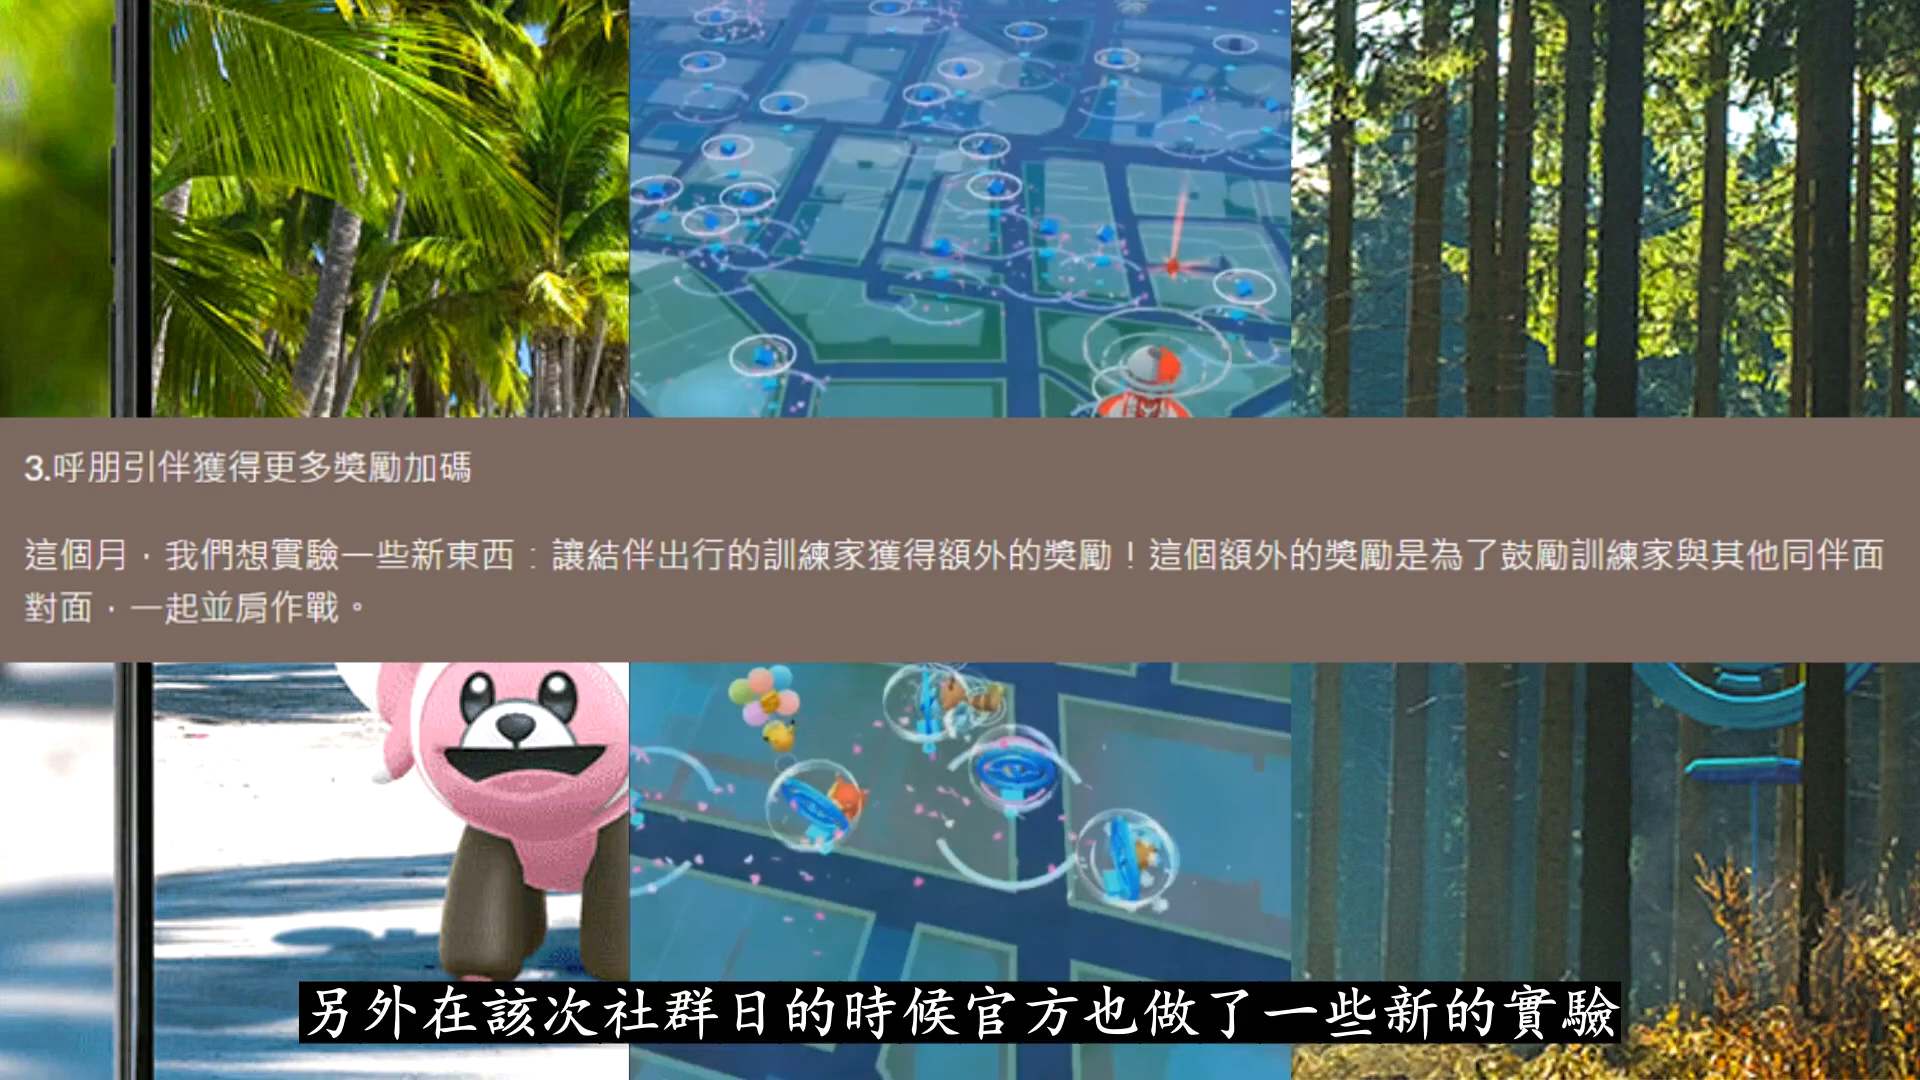 3.呼朋引伴獲得更多獎勵加碼
這個月，我們想實驗一些新東西：讓結伴出行的訓練家獲得額外的獎勵！這個額外的獎勵是為了鼓勵訓練家與其他同伴面
對面，一起並肩作戰。
另外在該次社群日的時候官方也做了一些新的實驗